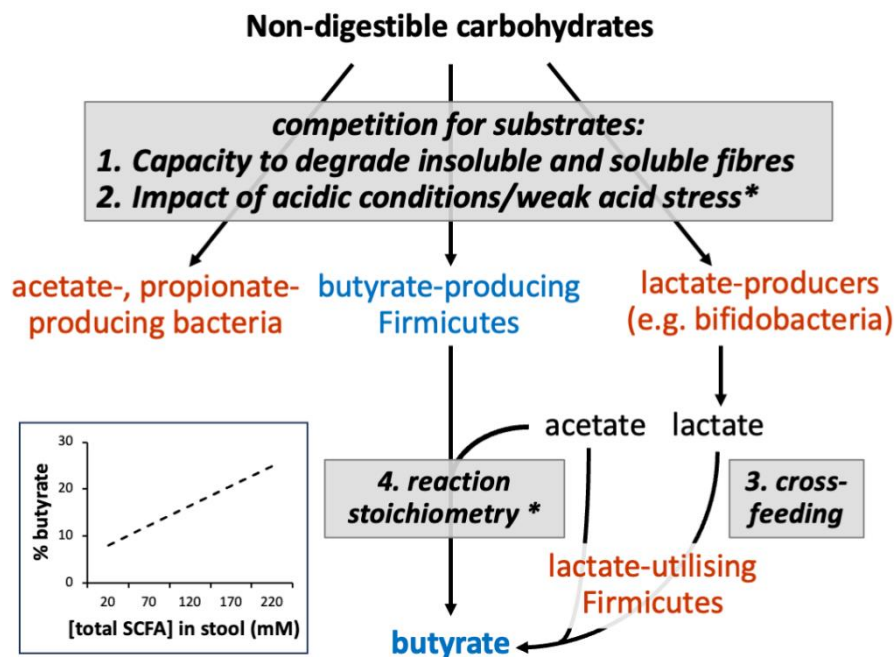 Non-digestible carbohydrates
competition for substrates:
1. Capacity to degrade insoluble and soluble fibres
2. Impact of acidic conditions/weak acid stress*
acetate-, propionate-
producing bacteria
butyrate-producing
Firmicutes
lactate-producers
(e.g. bifidobacteria)
acetate lactate
4. reaction
stoichiometry *
3. cross-
feeding
lactate-utilising
Firmicutes
butyrate
% butyrate
30
20
10
0
20 70 120 170 220
[total SCFA] in stool (mM)